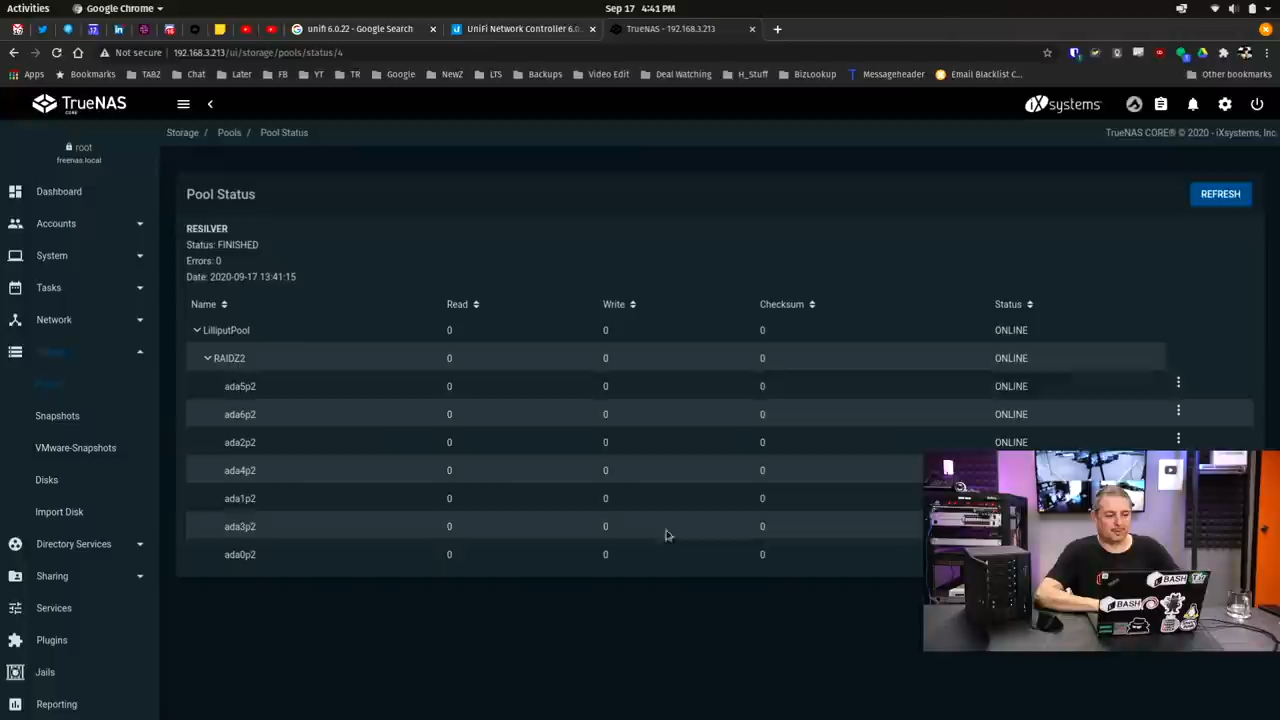 Activities
Google Chrome
Sep 17 4:41 PM
unifi 6.0.22 - Google Search
UniFi Network Controller 6.0.
TrueNAS - 192.168.3.213
Not secure
192.168.3.213/ui/storage/pools/status/4
Apps
Bookmarks
TABZ
Chat
Later
FB
YT
TR
Google
NewZ
LTS
Backups
Video Edit
Deal Watching
H_Stuff
BizLookup
Messageheader
Email Blacklist C...
Other bookmarks
TrueNAS
CORE
iXsystems
root
freenas.local
Storage / Pools / Pool Status
TrueNAS CORE® © 2020 - iXsystems, Inc
Dashboard
Accounts
System
Tasks
Network
Storage
Pools
Snapshots
VMware-Snapshots
Disks
Import Disk
Directory Services
Sharing
Services
Plugins
Jails
Reporting
Pool Status
REFRESH
RESILVER
Status: FINISHED
Errors: 0
Date: 2020-09-17 13:41:15
Name Read Write Checksum Status
LilliputPool 0 0 0 ONLINE
RAIDZ2 0 0 0 ONLINE
ada5p2 0 0 0 ONLINE
ada6p2 0 0 0 ONLINE
ada2p2 0 0 0 ONLINE
ada4p2 0 0 0
ada1p2 0 0 0
ada3p2 0 0 0
ada0p2 0 0 0
BASH
BASH